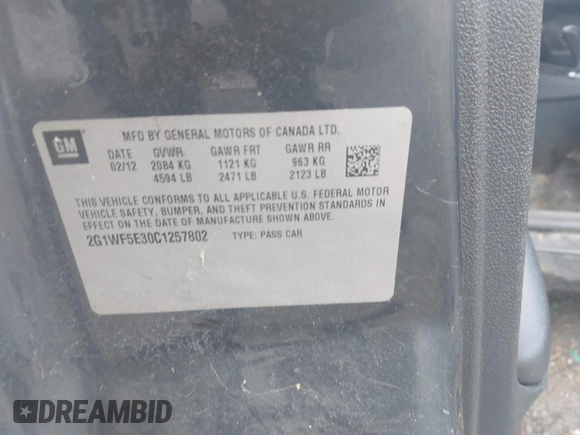 GM
MFD BY GENERAL MOTORS OF CANADA LTD.
DATE GVWR GAWR FRT GAWR RR
02/12 2084 KG 1121 KG 963 KG
4594 LB 2471 LB 2123 LB
THIS VEHICLE CONFORMS TO ALL APPLICABLE U.S. FEDERAL MOTOR
VEHICLE SAFETY, BUMPER, AND THEFT PREVENTION STANDARDS IN
EFFECT ON THE DATE OF MANUFACTURE SHOWN ABOVE.
2G1WF5E30C1257802 TYPE: PASS CAR
DREAMBID